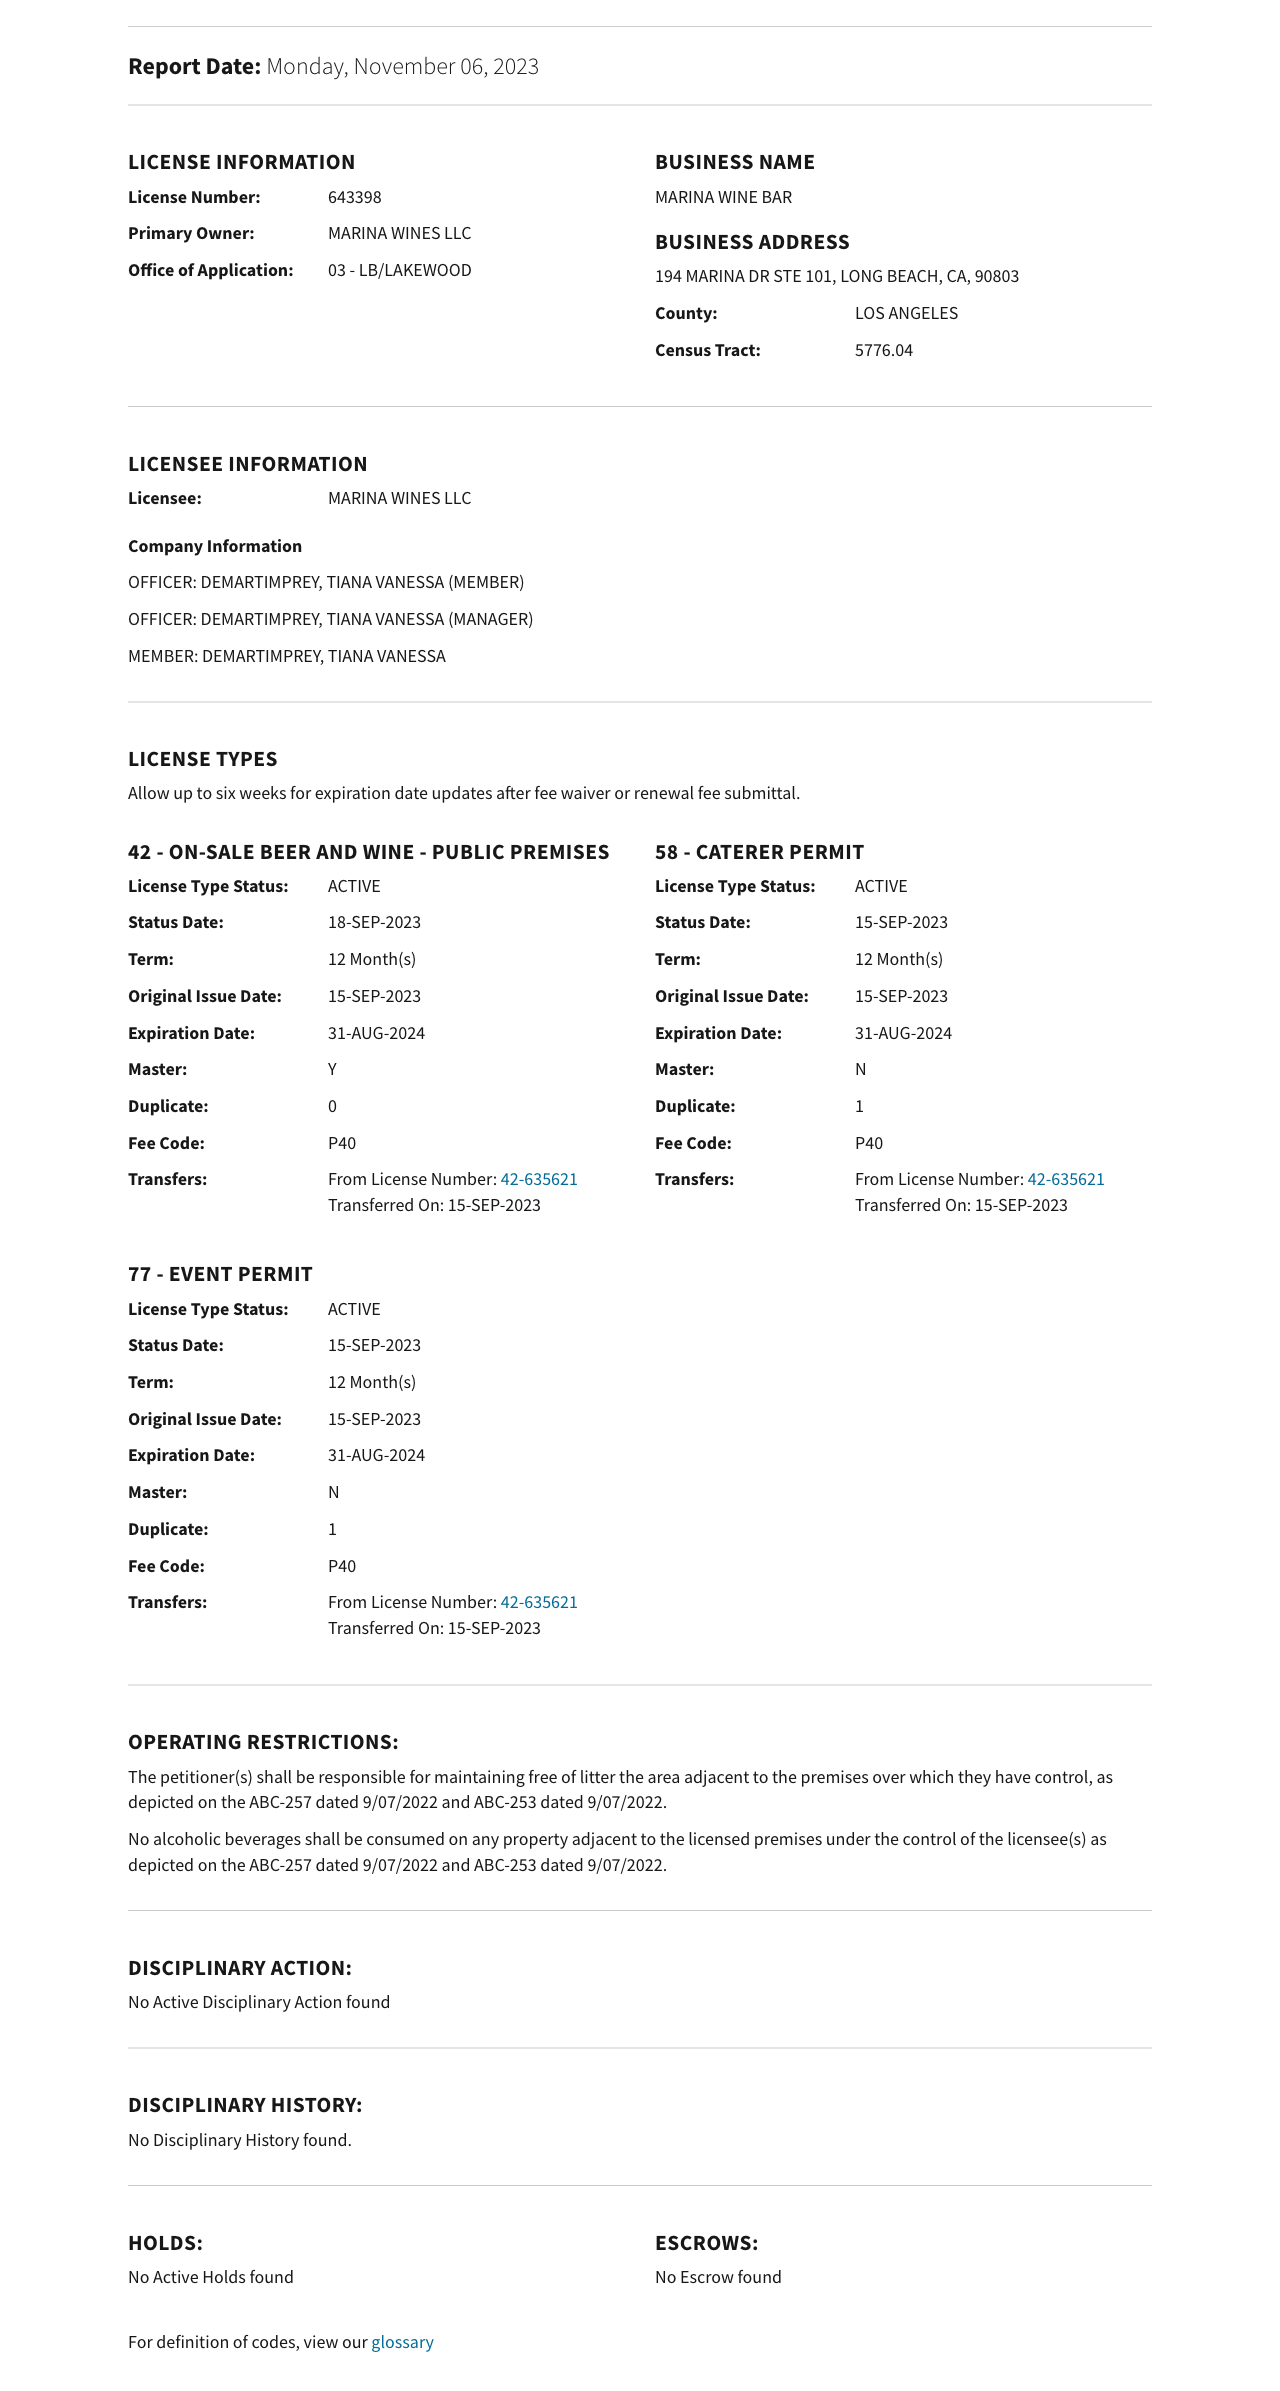 Report Date: Monday, November 06, 2023
LICENSE INFORMATION
License Number: 643398
Primary Owner: MARINA WINES LLC
Office of Application: 03 - LB/LAKEWOOD
BUSINESS NAME
MARINA WINE BAR
BUSINESS ADDRESS
194 MARINA DR STE 101, LONG BEACH, CA, 90803
County: LOS ANGELES
Census Tract: 5776.04
LICENSEE INFORMATION
Licensee: MARINA WINES LLC
Company Information
OFFICER: DEMARTIMPREY, TIANA VANESSA (MEMBER)
OFFICER: DEMARTIMPREY, TIANA VANESSA (MANAGER)
MEMBER: DEMARTIMPREY, TIANA VANESSA
LICENSE TYPES
Allow up to six weeks for expiration date updates after fee waiver or renewal fee submittal.
42 - ON-SALE BEER AND WINE - PUBLIC PREMISES
License Type Status: ACTIVE
Status Date: 18-SEP-2023
Term: 12 Month(s)
Original Issue Date: 15-SEP-2023
Expiration Date: 31-AUG-2024
Master: Y
Duplicate: 0
Fee Code: P40
Transfers: From License Number: 42-635621
Transferred On: 15-SEP-2023
58 - CATERER PERMIT
License Type Status: ACTIVE
Status Date: 15-SEP-2023
Term: 12 Month(s)
Original Issue Date: 15-SEP-2023
Expiration Date: 31-AUG-2024
Master: N
Duplicate: 1
Fee Code: P40
Transfers: From License Number: 42-635621
Transferred On: 15-SEP-2023
77 - EVENT PERMIT
License Type Status: ACTIVE
Status Date: 15-SEP-2023
Term: 12 Month(s)
Original Issue Date: 15-SEP-2023
Expiration Date: 31-AUG-2024
Master: N
Duplicate: 1
Fee Code: P40
Transfers: From License Number: 42-635621
Transferred On: 15-SEP-2023
OPERATING RESTRICTIONS:
The petitioner(s) shall be responsible for maintaining free of litter the area adjacent to the premises over which they have control, as
depicted on the ABC-257 dated 9/07/2022 and ABC-253 dated 9/07/2022.
No alcoholic beverages shall be consumed on any property adjacent to the licensed premises under the control of the licensee(s) as
depicted on the ABC-257 dated 9/07/2022 and ABC-253 dated 9/07/2022.
DISCIPLINARY ACTION:
No Active Disciplinary Action found
DISCIPLINARY HISTORY:
No Disciplinary History found.
HOLDS:
No Active Holds found
ESCROWS:
No Escrow found
For definition of codes, view our glossary